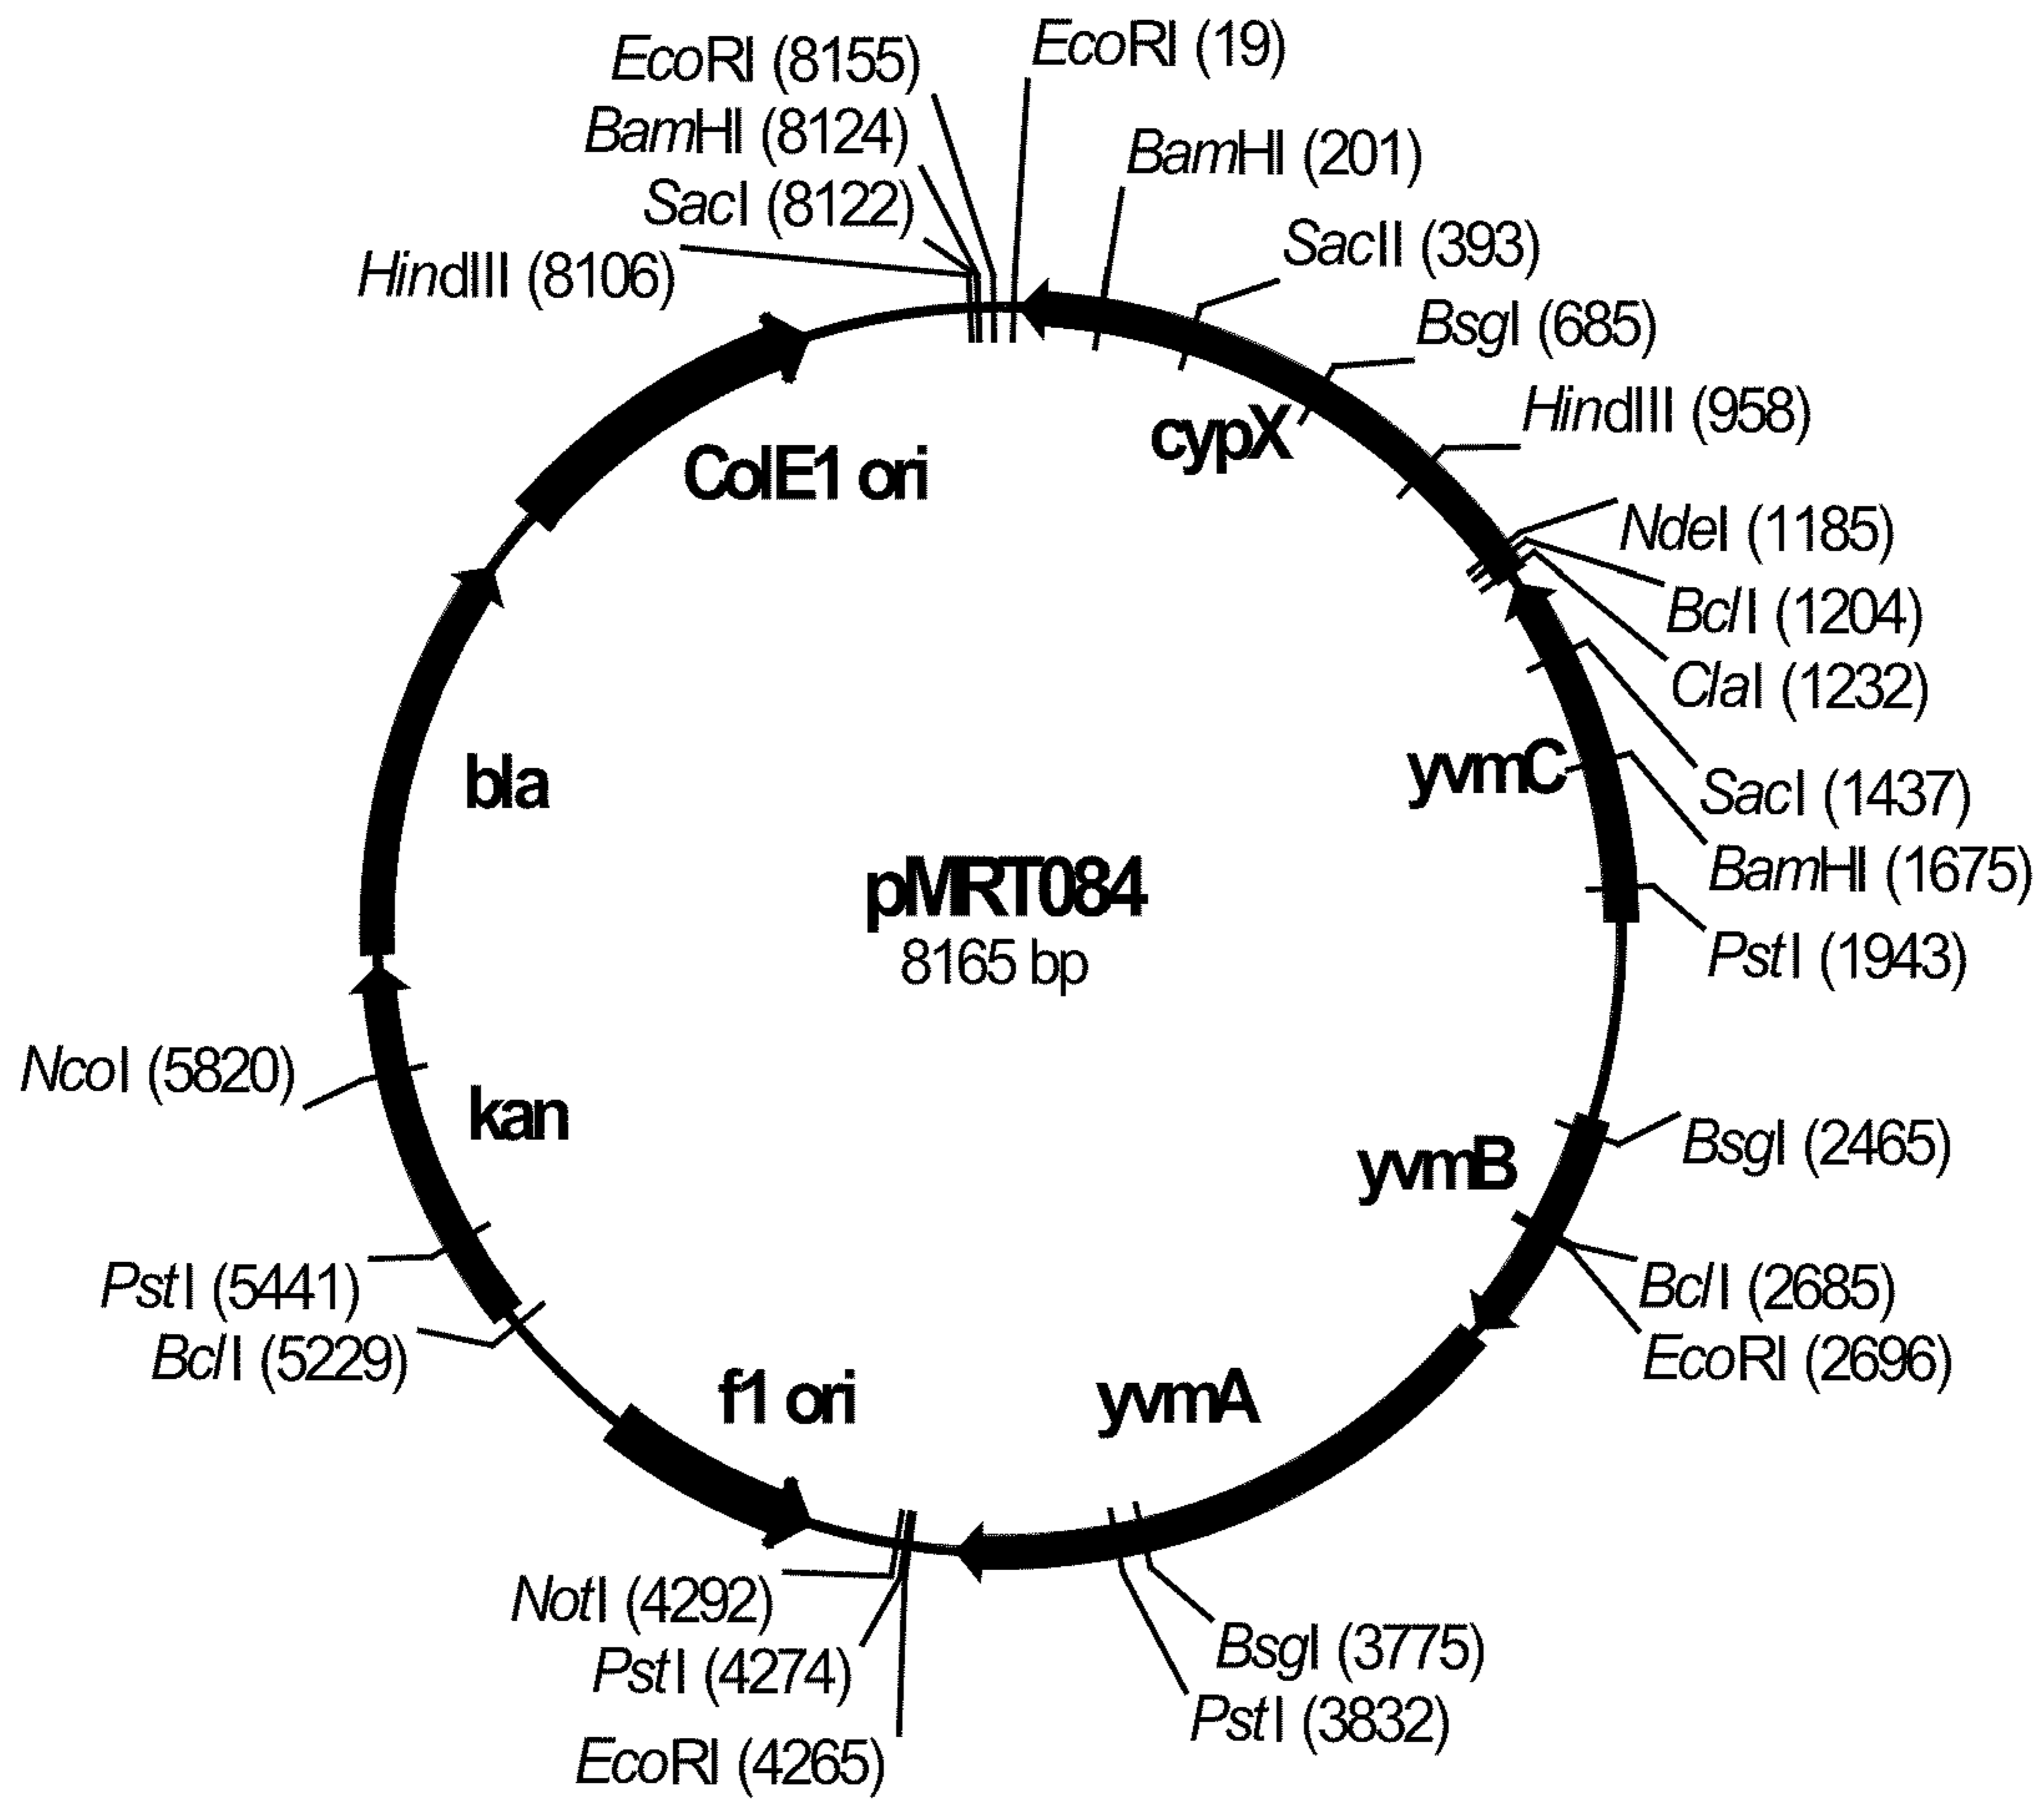 EcoRI (8155)
EcoRI (19)
BamHI (8124)
BamHI (201)
SacI (8122)
SacII (393)
HindIII (8106)
BsgI (685)
HindIII (958)
cypX
ColE1 ori
NdeI (1185)
BclI (1204)
ClaI (1232)
bla
yvmC
SacI (1437)
BamHI (1675)
pMRT084
8165 bp
PstI (1943)
NcoI (5820)
kan
BsgI (2465)
yvmB
PstI (5441)
BclI (2685)
BclI (5229)
EcoRI (2696)
f1 ori
yvmA
NotI (4292)
BsgI (3775)
PstI (4274)
PstI (3832)
EcoRI (4265)